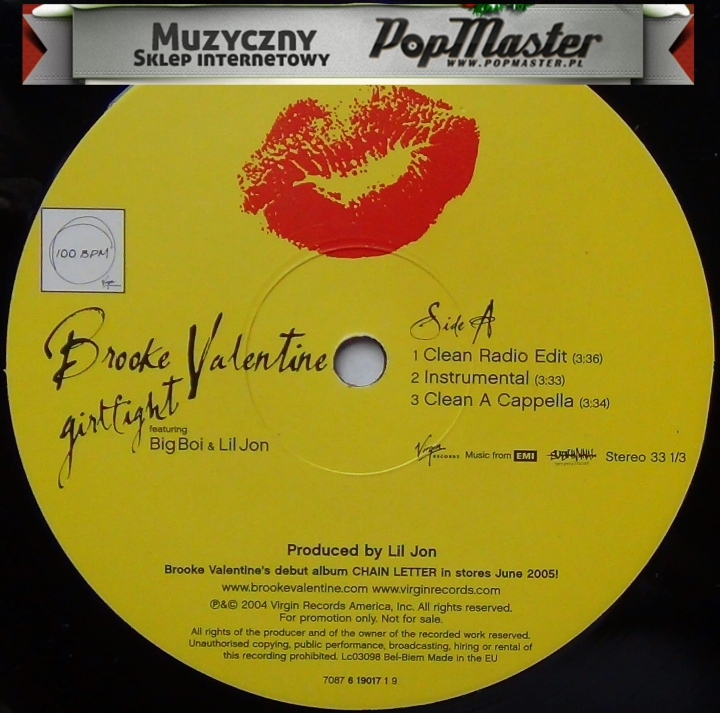 Muzyczny
Sklep internetowy
PopMaster
www.popmaster.pl
100 BPM
Virgin
Brooke Valentine
girlfight
featuring
Big Boi & Lil Jon
Side A
1 Clean Radio Edit (3:36)
2 Instrumental (3:33)
3 Clean A Cappella (3:34)
Virgin RECORDS Music from EMI Stereo 33 1/3
Produced by Lil Jon
Brooke Valentine's debut album CHAIN LETTER in stores June 2005!
www.brookevalentine.com www.virginrecords.com
℗&© 2004 Virgin Records America, Inc. All rights reserved.
For promotion only. Not for sale.
All rights of the producer and of the owner of the recorded work reserved.
Unauthorised copying, public performance, broadcasting, hiring or rental of
this recording prohibited. Lc03098 Bel-Biem Made in the EU
7087 6 19017 1 9